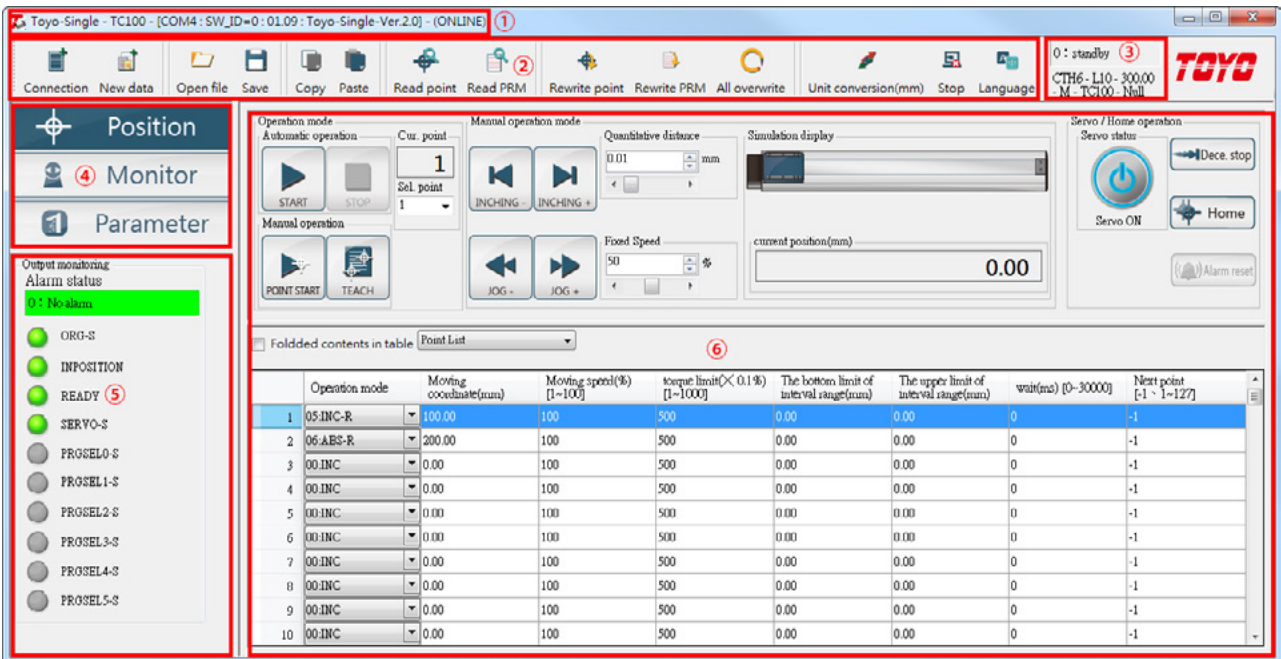 Toyo-Single - TC100 - [COM4 : SW_ID=0 : 01.09 : Toyo-Single-Ver.2.0] - (ONLINE) ①
Connection New data Open file Save Copy Paste Read point Read PRM ② Rewrite point Rewrite PRM All overwrite Unit conversion(mm) Stop Language
0 : standby ③
CTH6 - L10 - 300.00
- M - TC100 - Null
TOYO
Position
④ Monitor
Parameter
Output monitoring
Alarm status
0 : No alarm
ORG-S
INPOSITION
READY ⑤
SERVO-S
PRGSEL0-S
PRGSEL1-S
PRGSEL2-S
PRGSEL3-S
PRGSEL4-S
PRGSEL5-S
Operation mode
Automatic operation
START STOP
Cur. point
1
Sel. point
1
Manual operation
POINT START TEACH
Manual operation mode
INCHING - INCHING +
Quantitative distance
0.01 mm
JOG - JOG +
Fixed Speed
50 %
Simulation display
current position(mm)
0.00
Servo / Home operation
Servo status
Servo ON
Dece. stop
Home
Alarm reset
Foldded contents in table Point List
⑥
Operation mode Moving coordinate(mm) Moving speed(%) [1~100] torque limit(X 0.1%) [1~1000] The bottom limit of interval range(mm) The upper limit of interval range(mm) wait(ms) [0~30000] Next point [-1、1~127]
1 05:INC-R 100.00 100 500 0.00 0.00 0 -1
2 06:ABS-R 200.00 100 500 0.00 0.00 0 -1
3 00:INC 0.00 100 500 0.00 0.00 0 -1
4 00:INC 0.00 100 500 0.00 0.00 0 -1
5 00:INC 0.00 100 500 0.00 0.00 0 -1
6 00:INC 0.00 100 500 0.00 0.00 0 -1
7 00:INC 0.00 100 500 0.00 0.00 0 -1
8 00:INC 0.00 100 500 0.00 0.00 0 -1
9 00:INC 0.00 100 500 0.00 0.00 0 -1
10 00:INC 0.00 100 500 0.00 0.00 0 -1